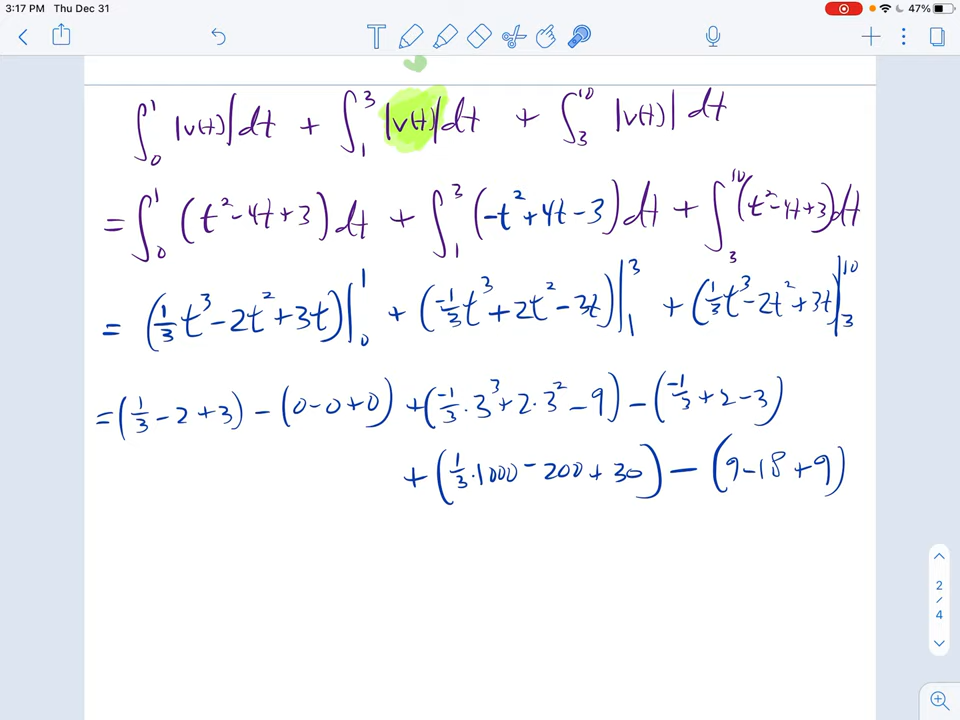 3:17 PM Thu Dec 31 47%
∫₀¹ |v(t)| dt + ∫₁³ |v(t)| dt + ∫₃¹⁰ |v(t)| dt
= ∫₀¹ (t² - 4t + 3) dt + ∫₁³ (-t² + 4t - 3) dt + ∫₃¹⁰ (t² - 4t + 3) dt
= (1/3 t³ - 2t² + 3t)|₀¹ + (-1/3 t³ + 2t² - 3t)|₁³ + (1/3 t³ - 2t² + 3t)|₃¹⁰
= (1/3 - 2 + 3) - (0 - 0 + 0) + (-1/3 · 3³ + 2 · 3² - 9) - (-1/3 + 2 - 3)
+ (1/3 · 1000 - 200 + 30) - (9 - 18 + 9)
2
/
4